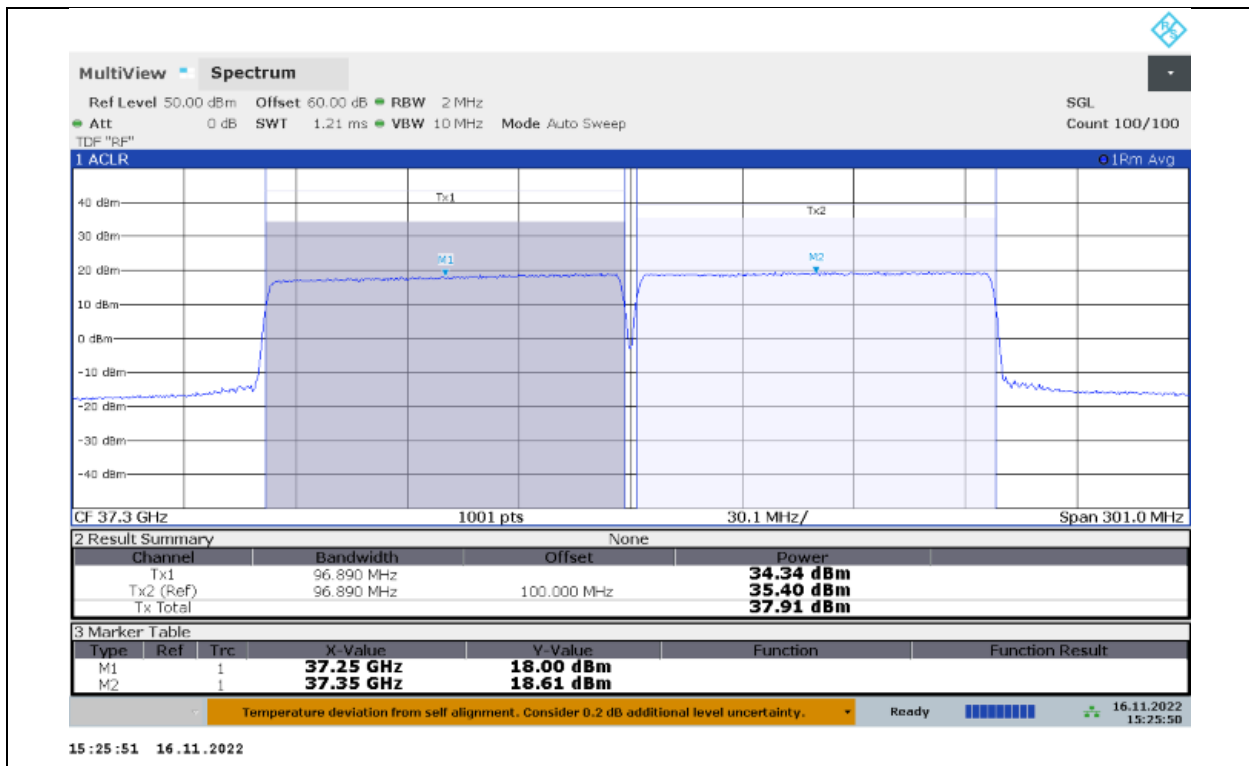 R&S
MultiView Spectrum
Ref Level 50.00 dBm Offset 60.00 dB RBW 2 MHz SGL
Att 0 dB SWT 1.21 ms VBW 10 MHz Mode Auto Sweep Count 100/100
TDF "RF"
1 ACLR 1Rm Avg
40 dBm
Tx1
Tx2
30 dBm
M1
M2
20 dBm
10 dBm
0 dBm
-10 dBm
-20 dBm
-30 dBm
-40 dBm
CF 37.3 GHz 1001 pts 30.1 MHz/ Span 301.0 MHz
2 Result Summary None
Channel Bandwidth Offset Power
Tx1 96.890 MHz 34.34 dBm
Tx2 (Ref) 96.890 MHz 100.000 MHz 35.40 dBm
Tx Total 37.91 dBm
3 Marker Table
Type Ref Trc X-Value Y-Value Function Function Result
M1 1 37.25 GHz 18.00 dBm
M2 1 37.35 GHz 18.61 dBm
Temperature deviation from self alignment. Consider 0.2 dB additional level uncertainty. Ready 16.11.2022
15:25:50
15:25:51 16.11.2022